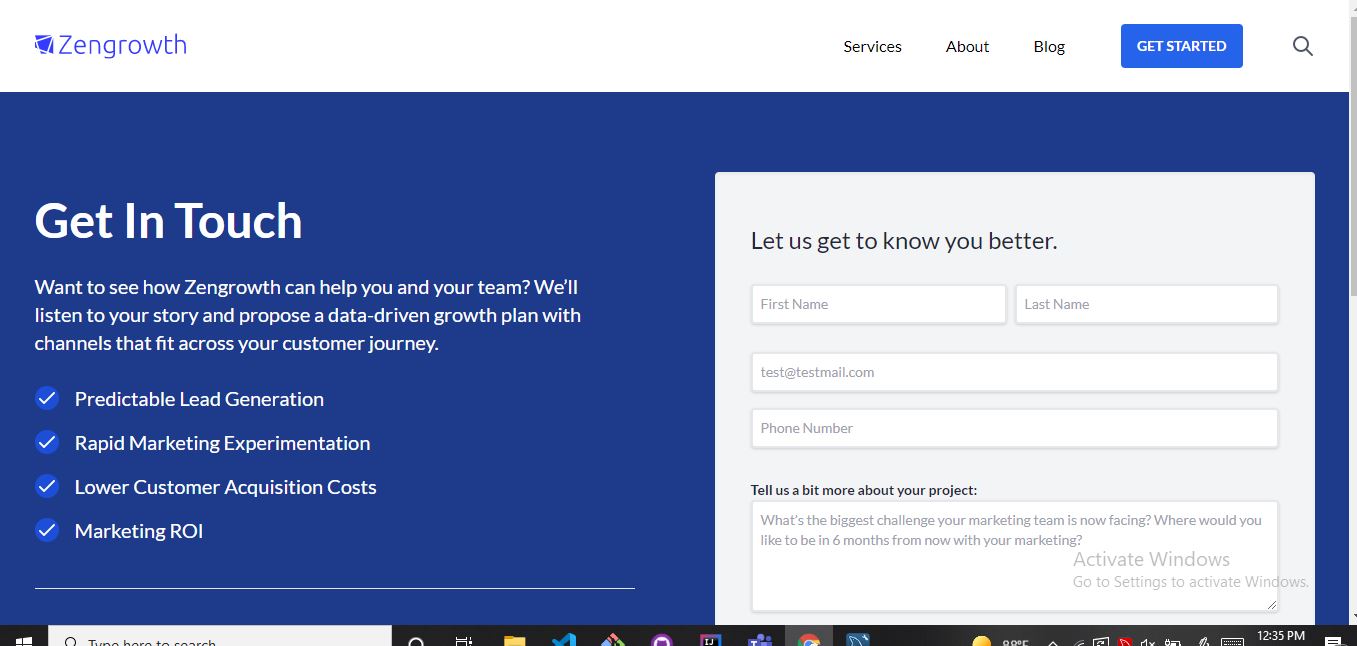 Zengrowth
Services
About
Blog
GET STARTED
Get In Touch
Want to see how Zengrowth can help you and your team? We’ll
listen to your story and propose a data-driven growth plan with
channels that fit across your customer journey.
Predictable Lead Generation
Rapid Marketing Experimentation
Lower Customer Acquisition Costs
Marketing ROI
Let us get to know you better.
First Name
Last Name
test@testmail.com
Phone Number
Tell us a bit more about your project:
What's the biggest challenge your marketing team is now facing? Where would you
like to be in 6 months from now with your marketing?
Activate Windows
Go to Settings to activate Windows.
Type here to search
88°F
12:35 PM